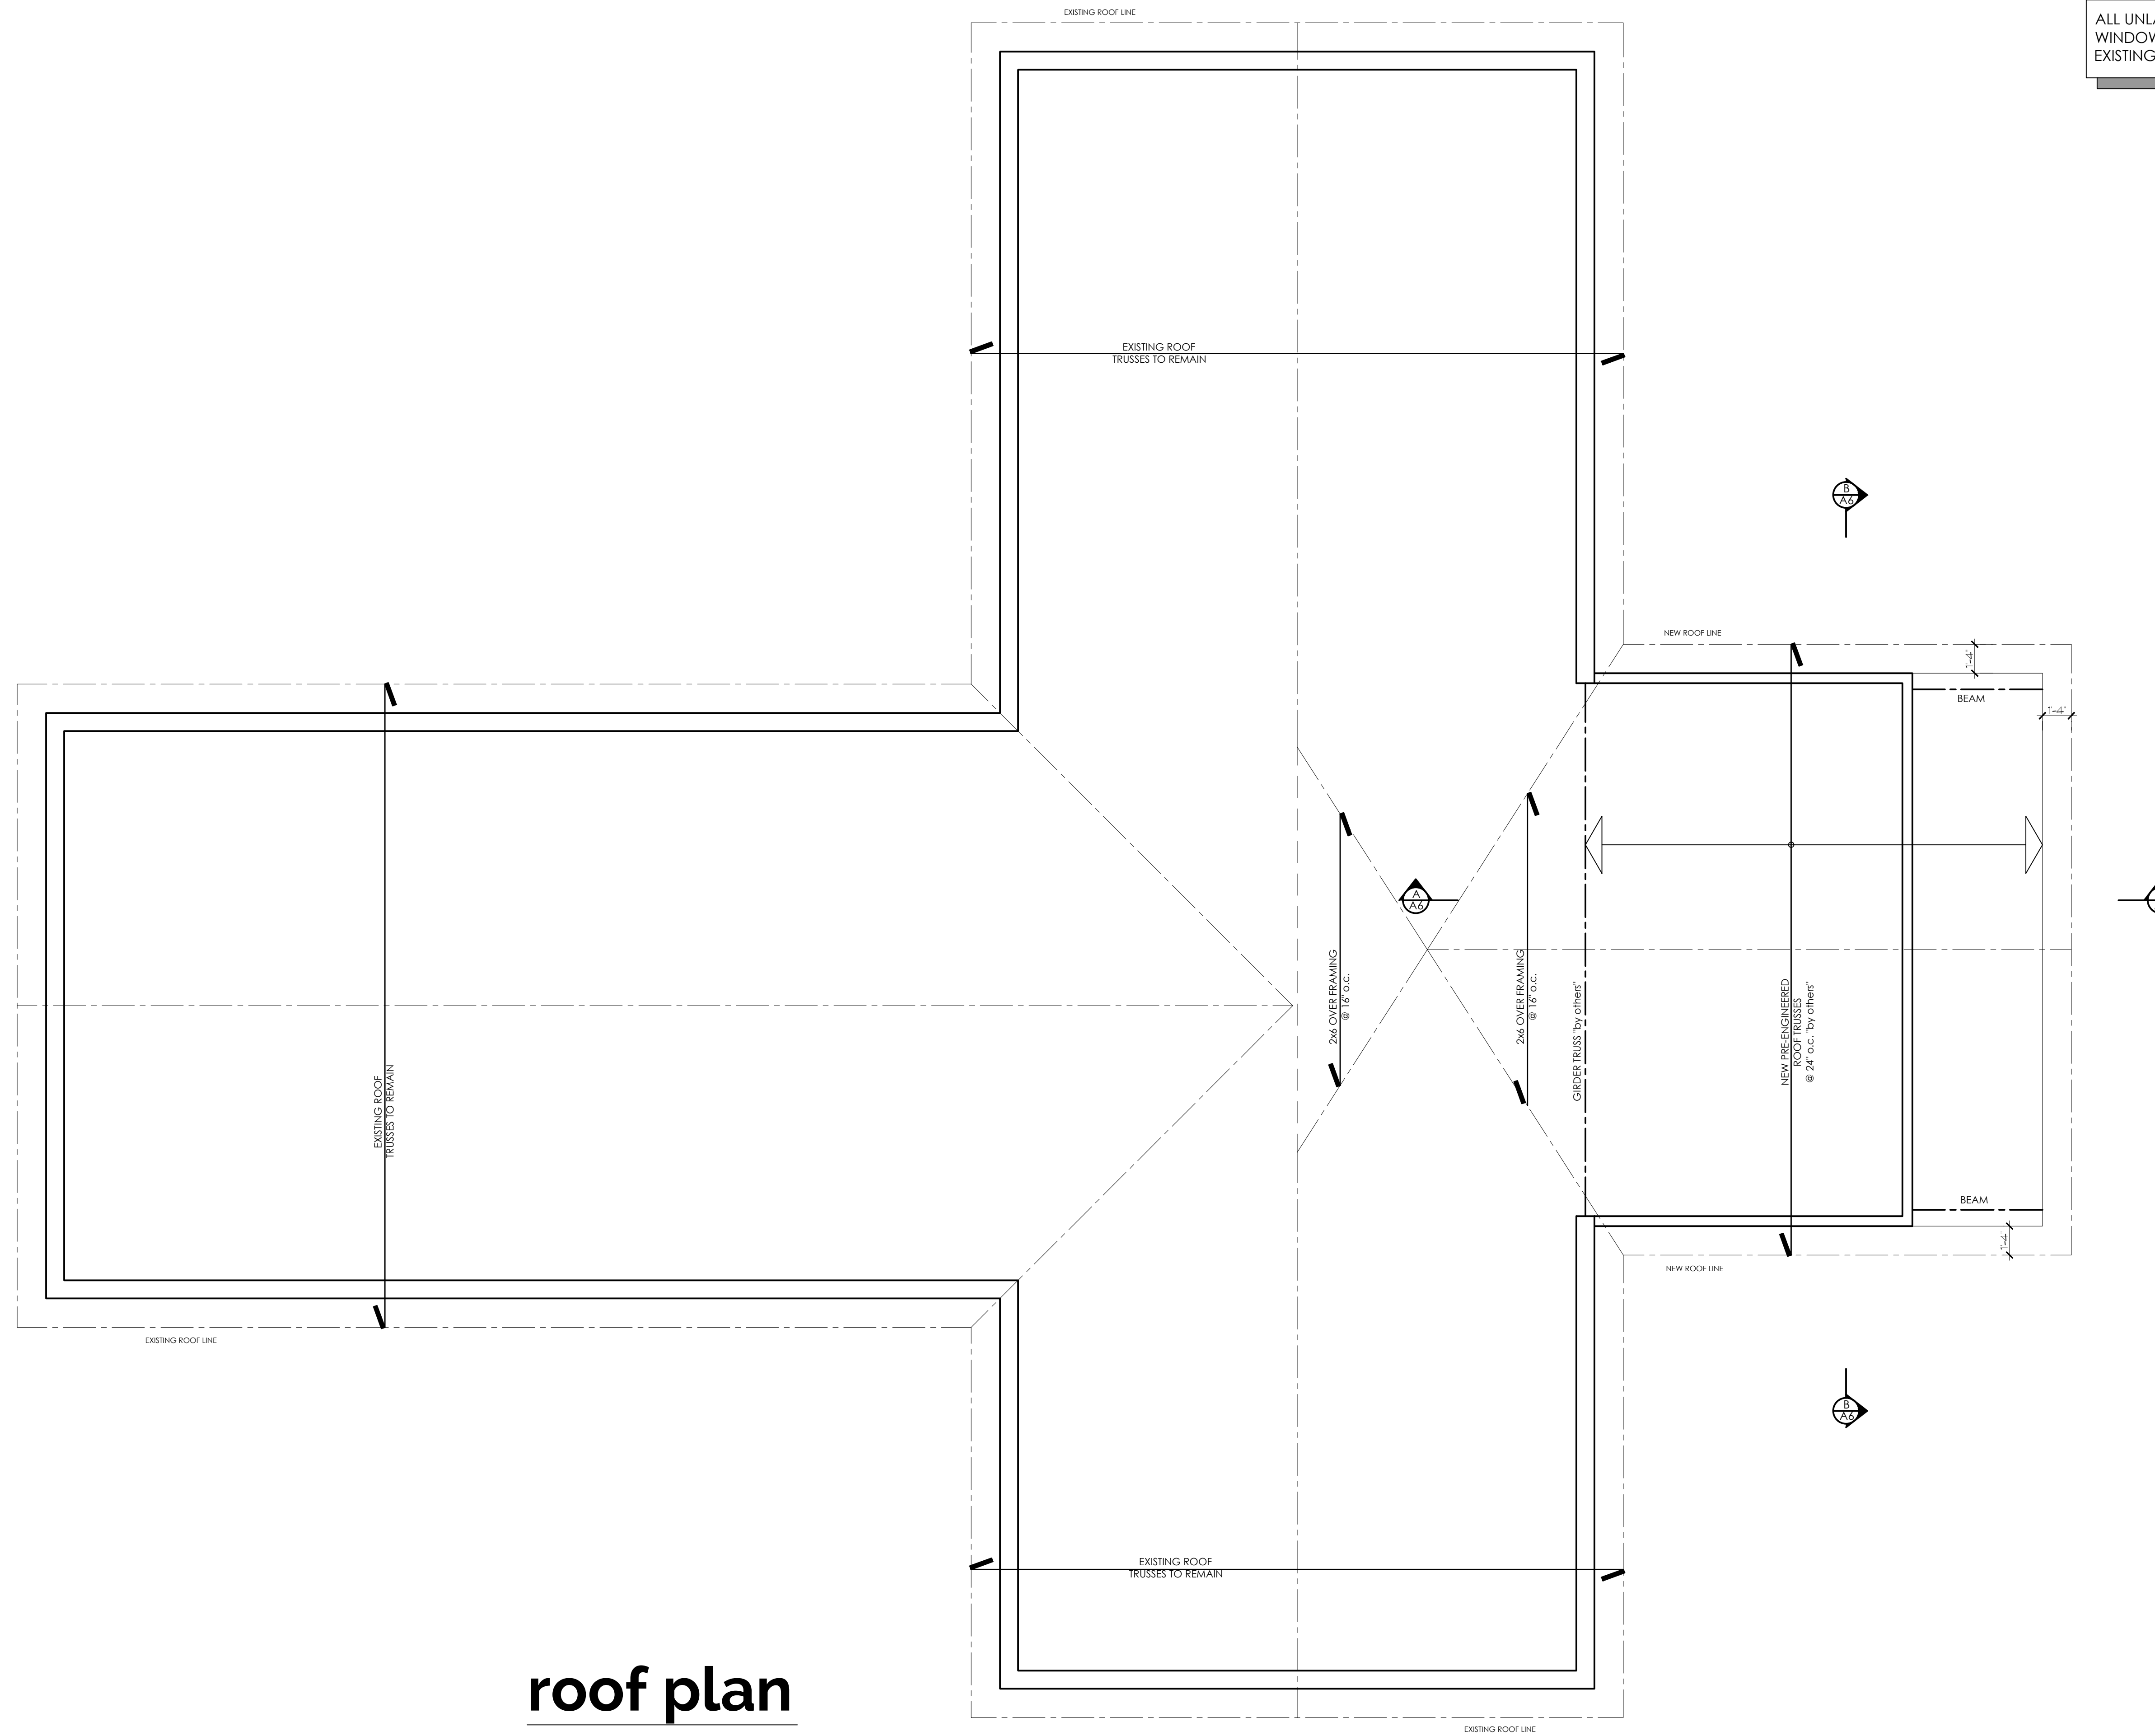 EXISTING ROOF LINE
ALL
WINDOW
EXISTING
EXISTING ROOF
TRUSSES TO REMAIN
B
A6
NEW ROOF LINE
1'-4"
BEAM
1'-4"
A
A6
2x6 OVER FRAMING
@ 16" o.c.
2x6 OVER FRAMING
@ 16" o.c.
GIRDER TRUSS "by others"
NEW PRE-ENGINEERED
ROOF TRUSSES
@ 24" o.c. "by others"
EXISTING ROOF
TRUSSES TO REMAIN
BEAM
1'-4"
NEW ROOF LINE
EXISTING ROOF LINE
B
A6
EXISTING ROOF
TRUSSES TO REMAIN
roof plan
EXISTING ROOF LINE